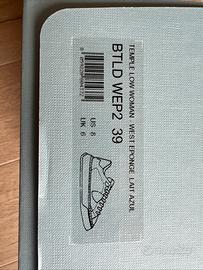 TEMPLE LOW WOMAN - WEST EPONGE LAIT AZUL
BTLD WEP2 39
US 8
UK 6